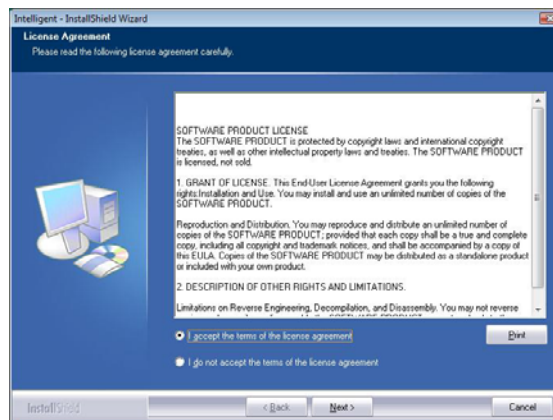 Intelligent - InstallShield Wizard
License Agreement
Please read the following license agreement carefully.
SOFTWARE PRODUCT LICENSE
The SOFTWARE PRODUCT is protected by copyright laws and international copyright
treaties, as well as other intellectual property laws and treaties. The SOFTWARE PRODUCT
is licensed, not sold.
1. GRANT OF LICENSE. This End-User License Agreement grants you the following
rights:Installation and Use. You may install and use an unlimited number of copies of the
SOFTWARE PRODUCT.
Reproduction and Distribution. You may reproduce and distribute an unlimited number of
copies of the SOFTWARE PRODUCT; provided that each copy shall be a true and complete
copy, including all copyright and trademark notices, and shall be accompanied by a copy of
this EULA. Copies of the SOFTWARE PRODUCT may be distributed as a standalone product
or included with your own product.
2. DESCRIPTION OF OTHER RIGHTS AND LIMITATIONS.
Limitations on Reverse Engineering, Decompilation, and Disassembly. You may not reverse
I accept the terms of the license agreement
Print
I do not accept the terms of the license agreement
InstallShield
< Back
Next >
Cancel